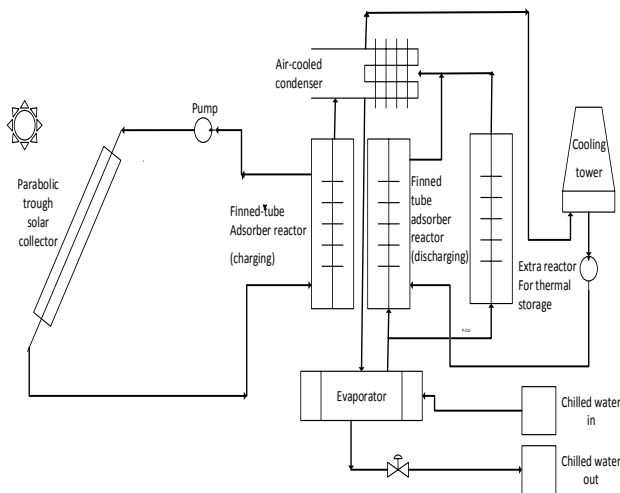 Air-cooled
condenser
Pump
Cooling
tower
Parabolic
trough
solar
collector
Finned-tube
Adsorber reactor
(charging)
Finned
tube
adsorber
reactor
(discharging)
Extra reactor
For thermal
storage
Evaporator
Chilled water
in
Chilled water
out